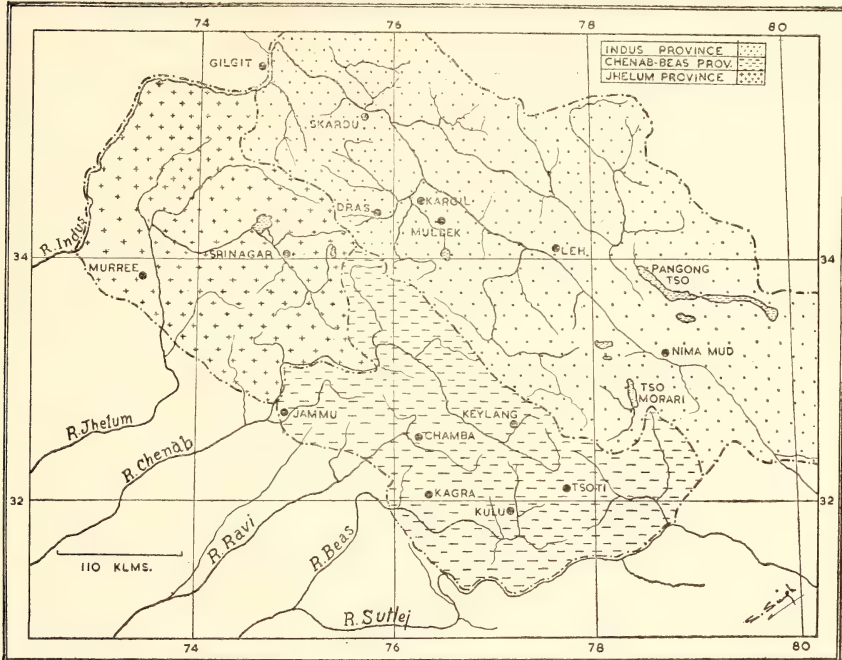 74 76 78 80
INDUS PROVINCE
CHENAB-BEAS PROV.
JHELUM PROVINCE
GILGIT
SKARDU
DRAS
KARGIL
MULBEK
R. Indus
34
SRINAGAR
LEH
34
MURREE
PANGONG
TSO
NIMA MUD
TSO
MORARI
R. Jhelum
JAMMU
KEYLANG
R. Chenab
CHAMBA
32
KAGRA
TSOTI
32
KULU
R. Ravi
R. Beas
110 KLMS.
R. Sutlej
74 76 78 80